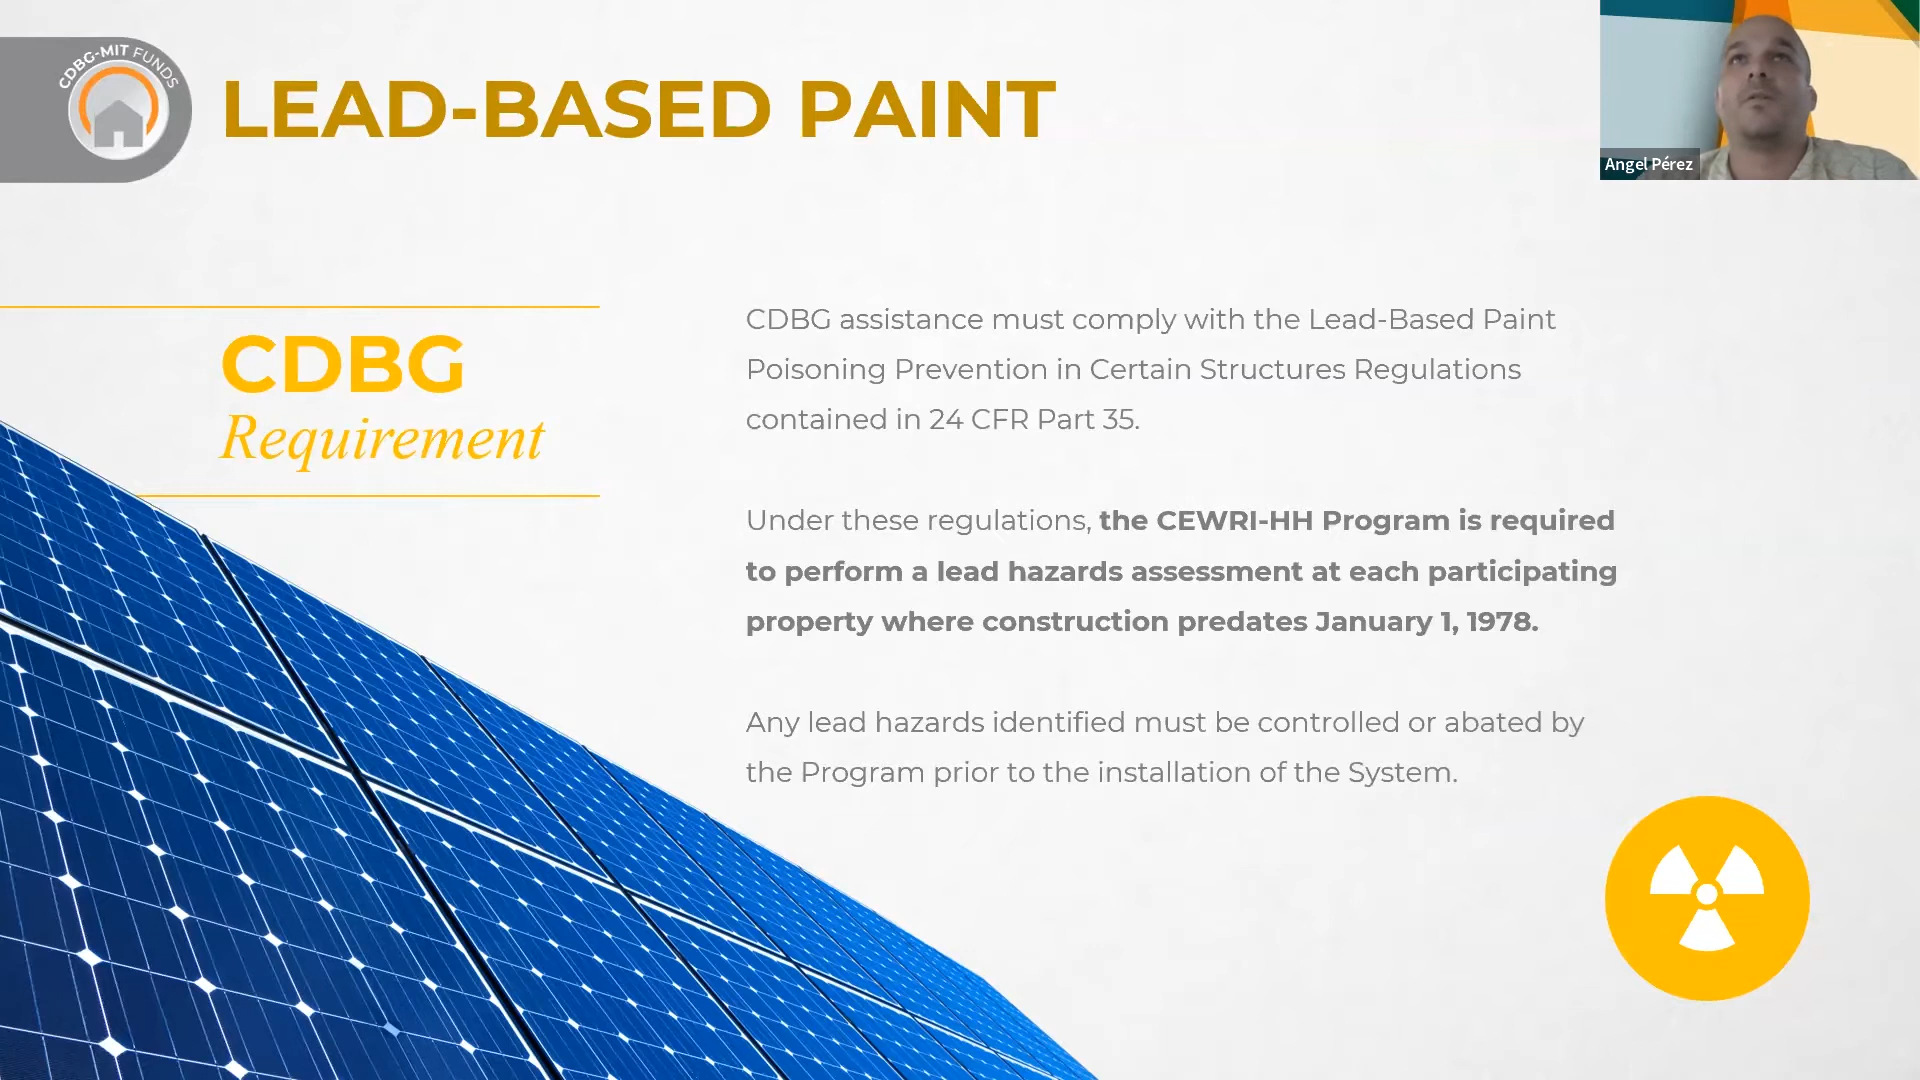 CDBG-MIT FUNDS
LEAD-BASED PAINT
Angel Pérez
CDBG
Requirement
CDBG assistance must comply with the Lead-Based Paint
Poisoning Prevention in Certain Structures Regulations
contained in 24 CFR Part 35.
Under these regulations, the CEWRI-HH Program is required
to perform a lead hazards assessment at each participating
property where construction predates January 1, 1978.
Any lead hazards identified must be controlled or abated by
the Program prior to the installation of the System.